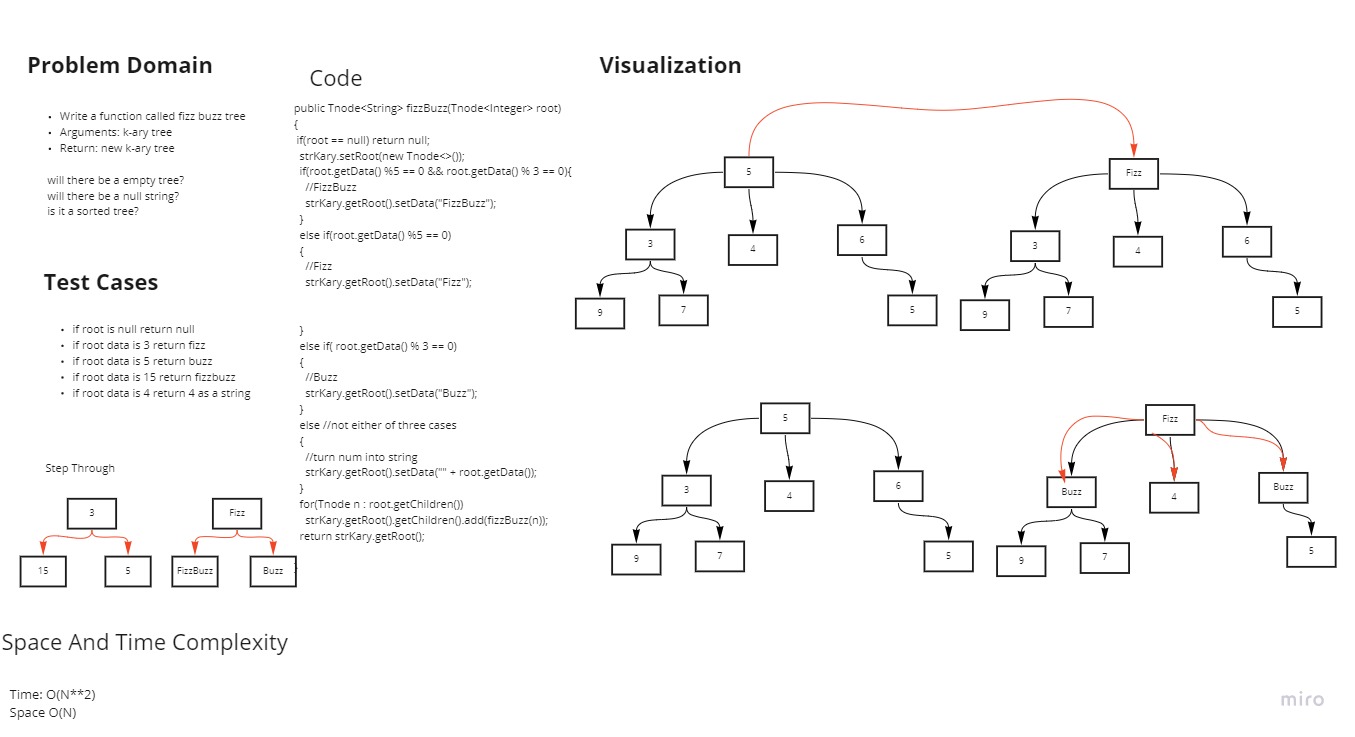 Problem Domain
• Write a function called fizz buzz tree
• Arguments: k-ary tree
• Return: new k-ary tree
will there be a empty tree?
will there be a null string?
is it a sorted tree?
Test Cases
• if root is null return null
• if root data is 3 return fizz
• if root data is 5 return buzz
• if root data is 15 return fizzbuzz
• if root data is 4 return 4 as a string
Step Through
3
15
5
Fizz
FizzBuzz
Buzz
Code
public Tnode<String> fizzBuzz(Tnode<Integer> root)
{
if(root == null) return null;
strKary.setRoot(new Tnode<>());
if(root.getData() %5 == 0 && root.getData() % 3 == 0){
//FizzBuzz
strKary.getRoot().setData("FizzBuzz");
}
else if(root.getData() %5 == 0)
{
//Fizz
strKary.getRoot().setData("Fizz");
}
else if( root.getData() % 3 == 0)
{
//Buzz
strKary.getRoot().setData("Buzz");
}
else //not either of three cases
{
//turn num into string
strKary.getRoot().setData("" + root.getData());
}
for(Tnode n : root.getChildren())
strKary.getRoot().getChildren().add(fizzBuzz(n));
return strKary.getRoot();
}
Visualization
5
3
4
6
9
7
5
Fizz
3
4
6
9
7
5
5
3
4
6
9
7
5
Fizz
Buzz
4
Buzz
9
7
5
Space And Time Complexity
Time: O(N**2)
Space O(N)
miro